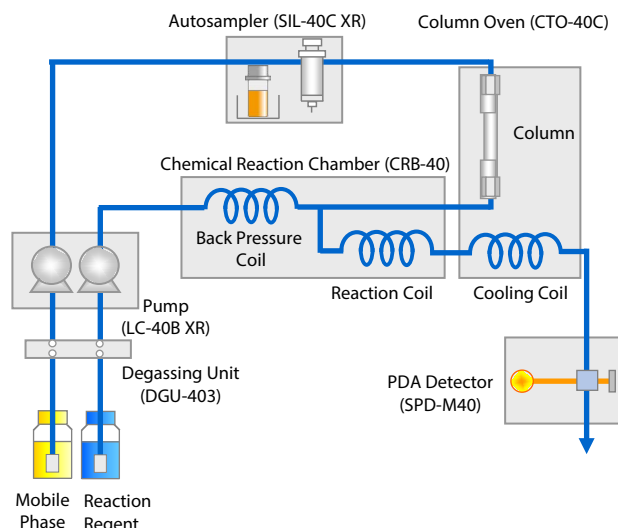 Autosampler (SIL-40C XR)
Column Oven (CTO-40C)
Column
Chemical Reaction Chamber (CRB-40)
Back Pressure
Coil
Reaction Coil
Cooling Coil
Pump
(LC-40B XR)
Degassing Unit
(DGU-403)
PDA Detector
(SPD-M40)
Mobile
Phase
Reaction
Regent